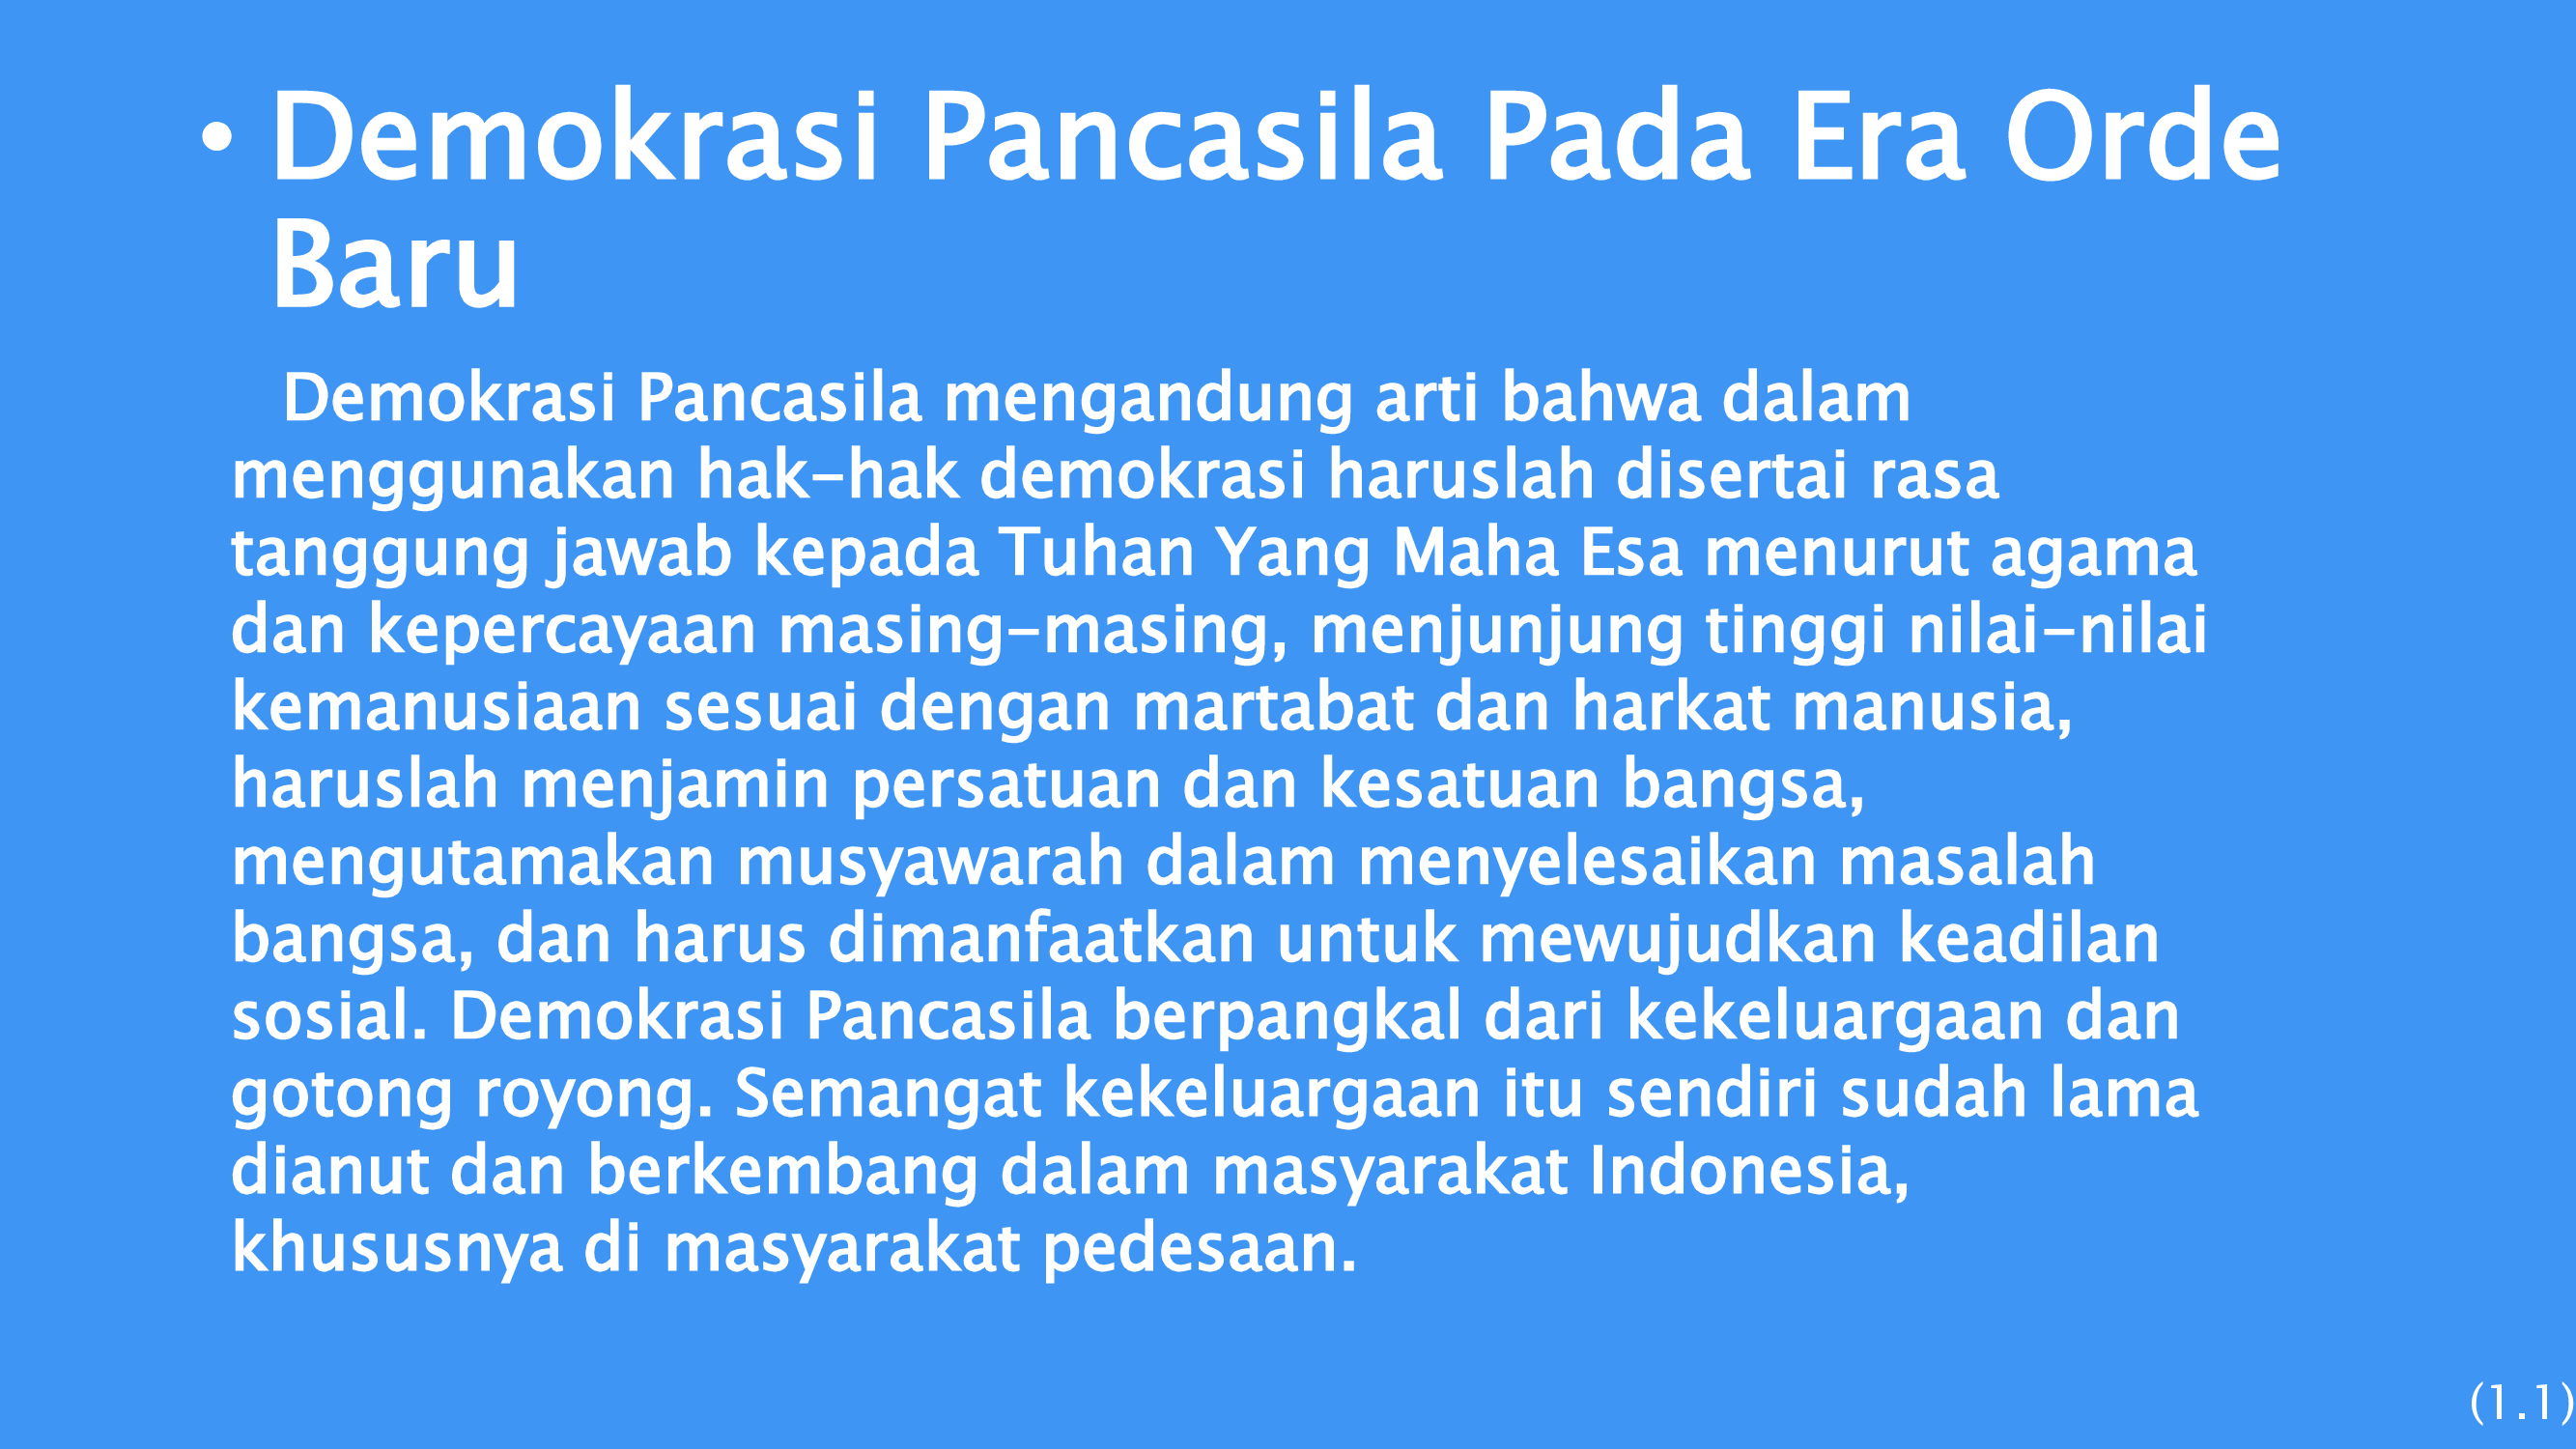 • Demokrasi Pancasila Pada Era Orde
Baru
Demokrasi Pancasila mengandung arti bahwa dalam
menggunakan hak-hak demokrasi haruslah disertai rasa
tanggung jawab kepada Tuhan Yang Maha Esa menurut agama
dan kepercayaan masing-masing, menjunjung tinggi nilai-nilai
kemanusiaan sesuai dengan martabat dan harkat manusia,
haruslah menjamin persatuan dan kesatuan bangsa,
mengutamakan musyawarah dalam menyelesaikan masalah
bangsa, dan harus dimanfaatkan untuk mewujudkan keadilan
sosial. Demokrasi Pancasila berpangkal dari kekeluargaan dan
gotong royong. Semangat kekeluargaan itu sendiri sudah lama
dianut dan berkembang dalam masyarakat Indonesia,
khususnya di masyarakat pedesaan.
(1.1)